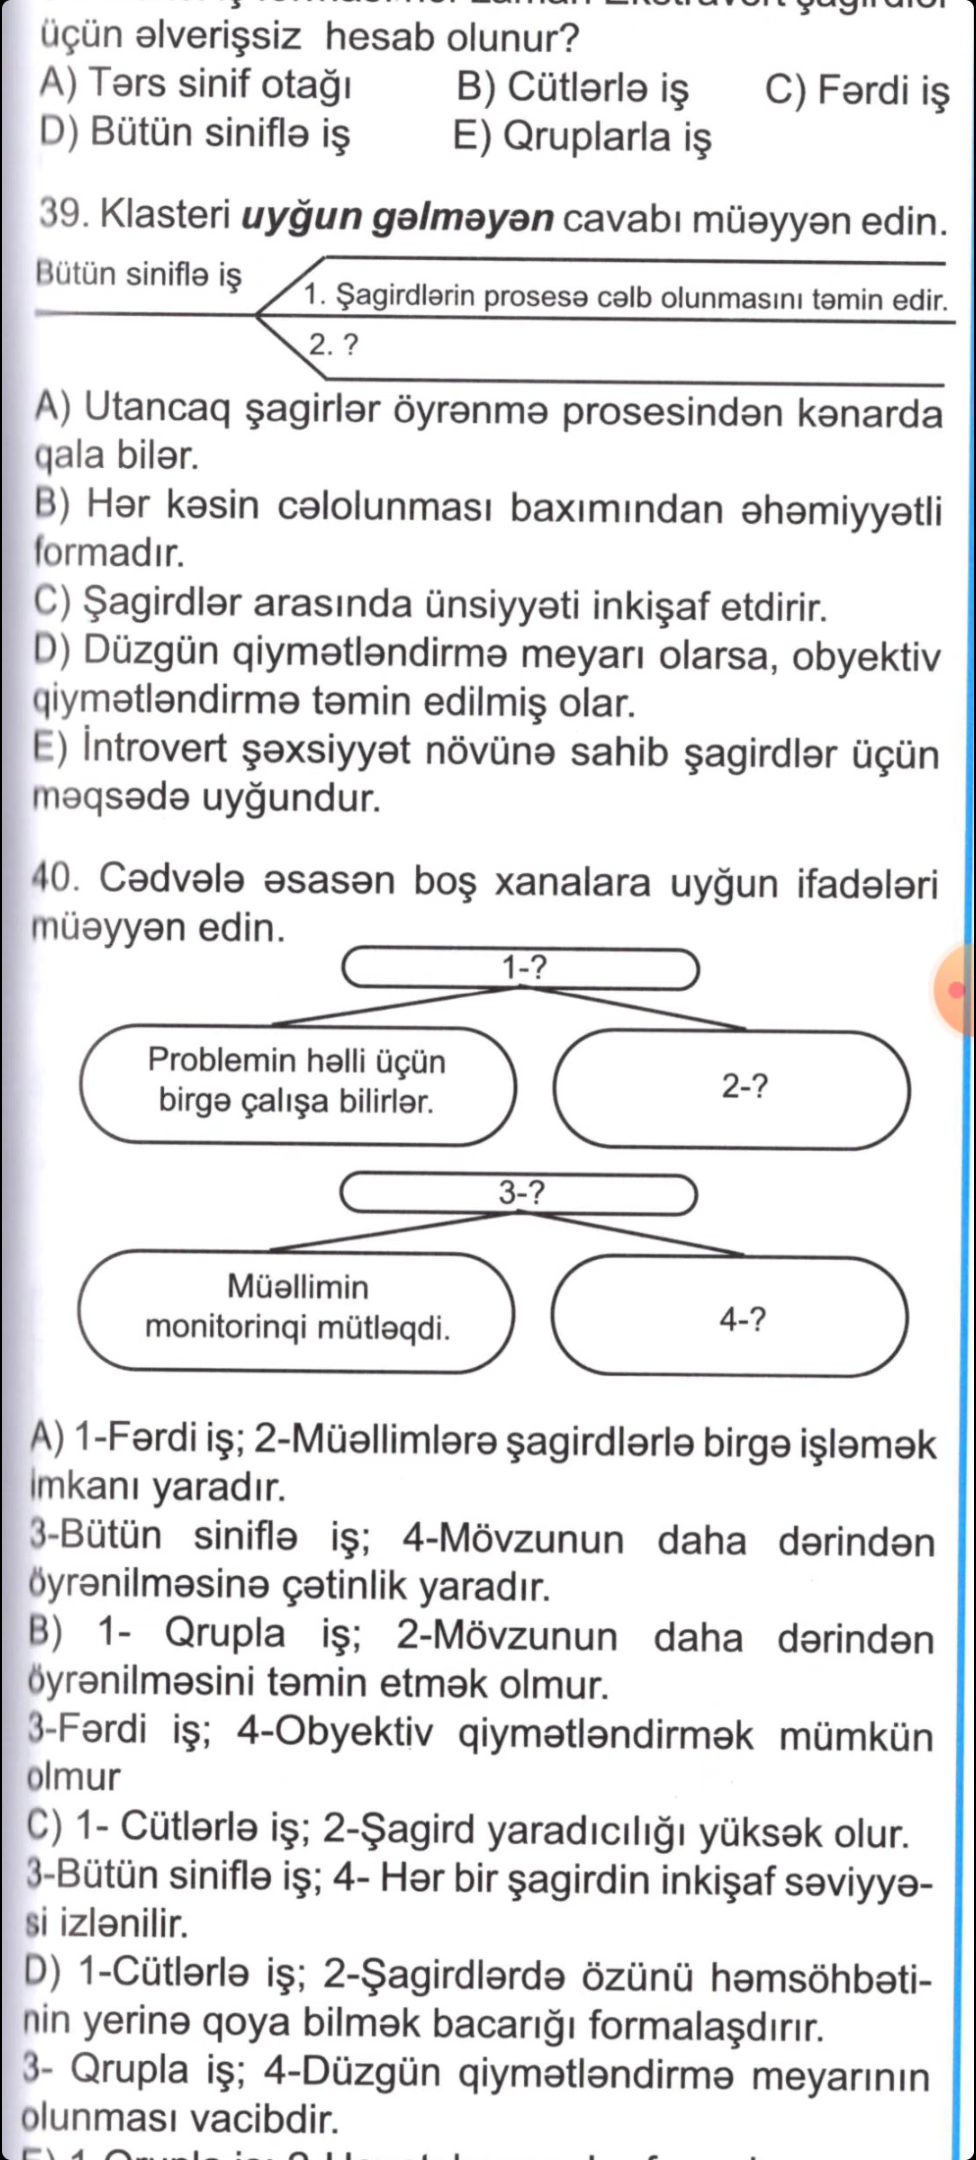 üçün əlverişsiz hesab olunur?
A) Tərs sinif otağı B) Cütlərlə iş C) Fərdi iş
D) Bütün siniflə iş E) Qruplarla iş
39. Klasteri uyğun gəlməyən cavabı müəyyən edin.
Bütün siniflə iş
1. Şagirdlərin prosesə cəlb olunmasını təmin edir.
2. ?
A) Utancaq şagirlər öyrənmə prosesindən kənarda
qala bilər.
B) Hər kəsin cəlolunması baxımından əhəmiyyətli
formadır.
C) Şagirdlər arasında ünsiyyəti inkişaf etdirir.
D) Düzgün qiymətləndirmə meyarı olarsa, obyektiv
qiymətləndirmə təmin edilmiş olar.
E) İntrovert şəxsiyyət növünə sahib şagirdlər üçün
məqsədə uyğundur.
40. Cədvələ əsasən boş xanalara uyğun ifadələri
müəyyən edin.
1-?
Problemin həlli üçün
birgə çalışa bilirlər.
2-?
3-?
Müəllimin
monitorinqi mütləqdi.
4-?
A) 1-Fərdi iş; 2-Müəllimlərə şagirdlərlə birgə işləmək
imkanı yaradır.
3-Bütün siniflə iş; 4-Mövzunun daha dərindən
öyrənilməsinə çətinlik yaradır.
B) 1- Qrupla iş; 2-Mövzunun daha dərindən
öyrənilməsini təmin etmək olmur.
3-Fərdi iş; 4-Obyektiv qiymətləndirmək mümkün
olmur
C) 1- Cütlərlə iş; 2-Şagird yaradıcılığı yüksək olur.
3-Bütün siniflə iş; 4- Hər bir şagirdin inkişaf səviyyə-
si izlənilir.
D) 1-Cütlərlə iş; 2-Şagirdlərdə özünü həmsöhbəti-
nin yerinə qoya bilmək bacarığı formalaşdırır.
3- Qrupla iş; 4-Düzgün qiymətləndirmə meyarının
olunması vacibdir.